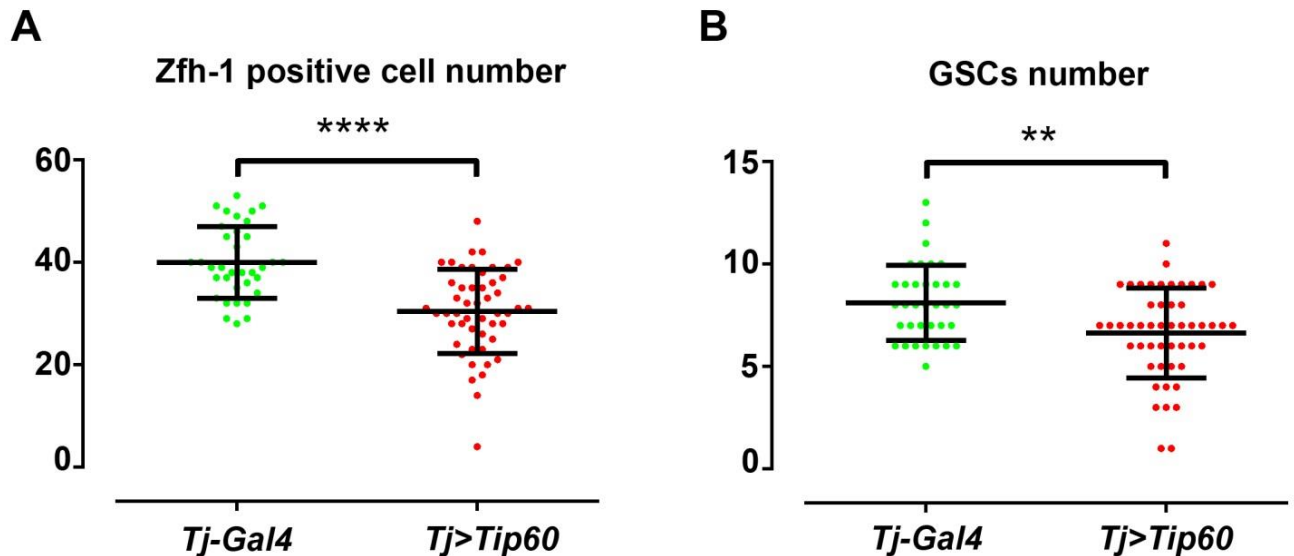 A
Zfh-1 positive cell number
****
60
40
20
0
Tj-Gal4
Tj>Tip60
B
GSCs number
**
15
10
5
0
Tj-Gal4
Tj>Tip60